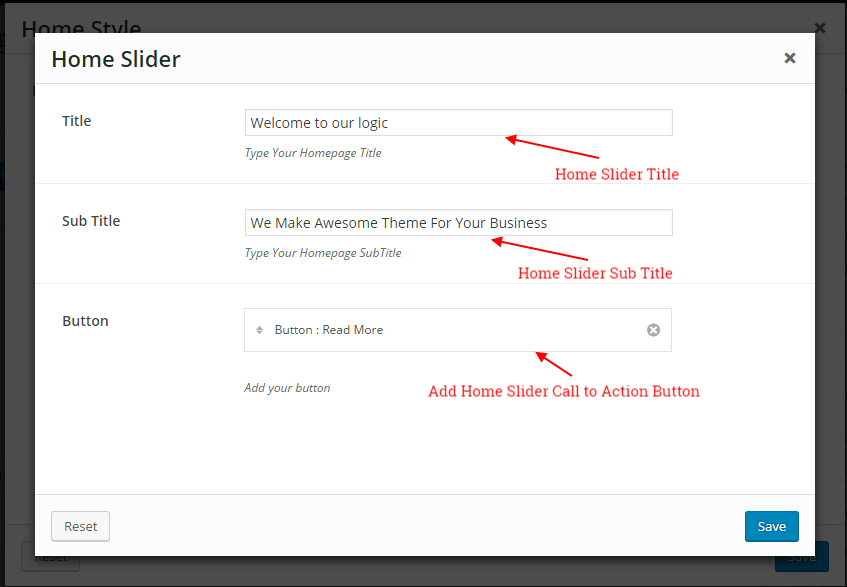 Home Style
Home Slider
Title
Welcome to our logic
Type Your Homepage Title
Home Slider Title
Sub Title
We Make Awesome Theme For Your Business
Type Your Homepage SubTitle
Home Slider Sub Title
Button
Button : Read More
Add your button
Add Home Slider Call to Action Button
Reset
Save
Reset
Save